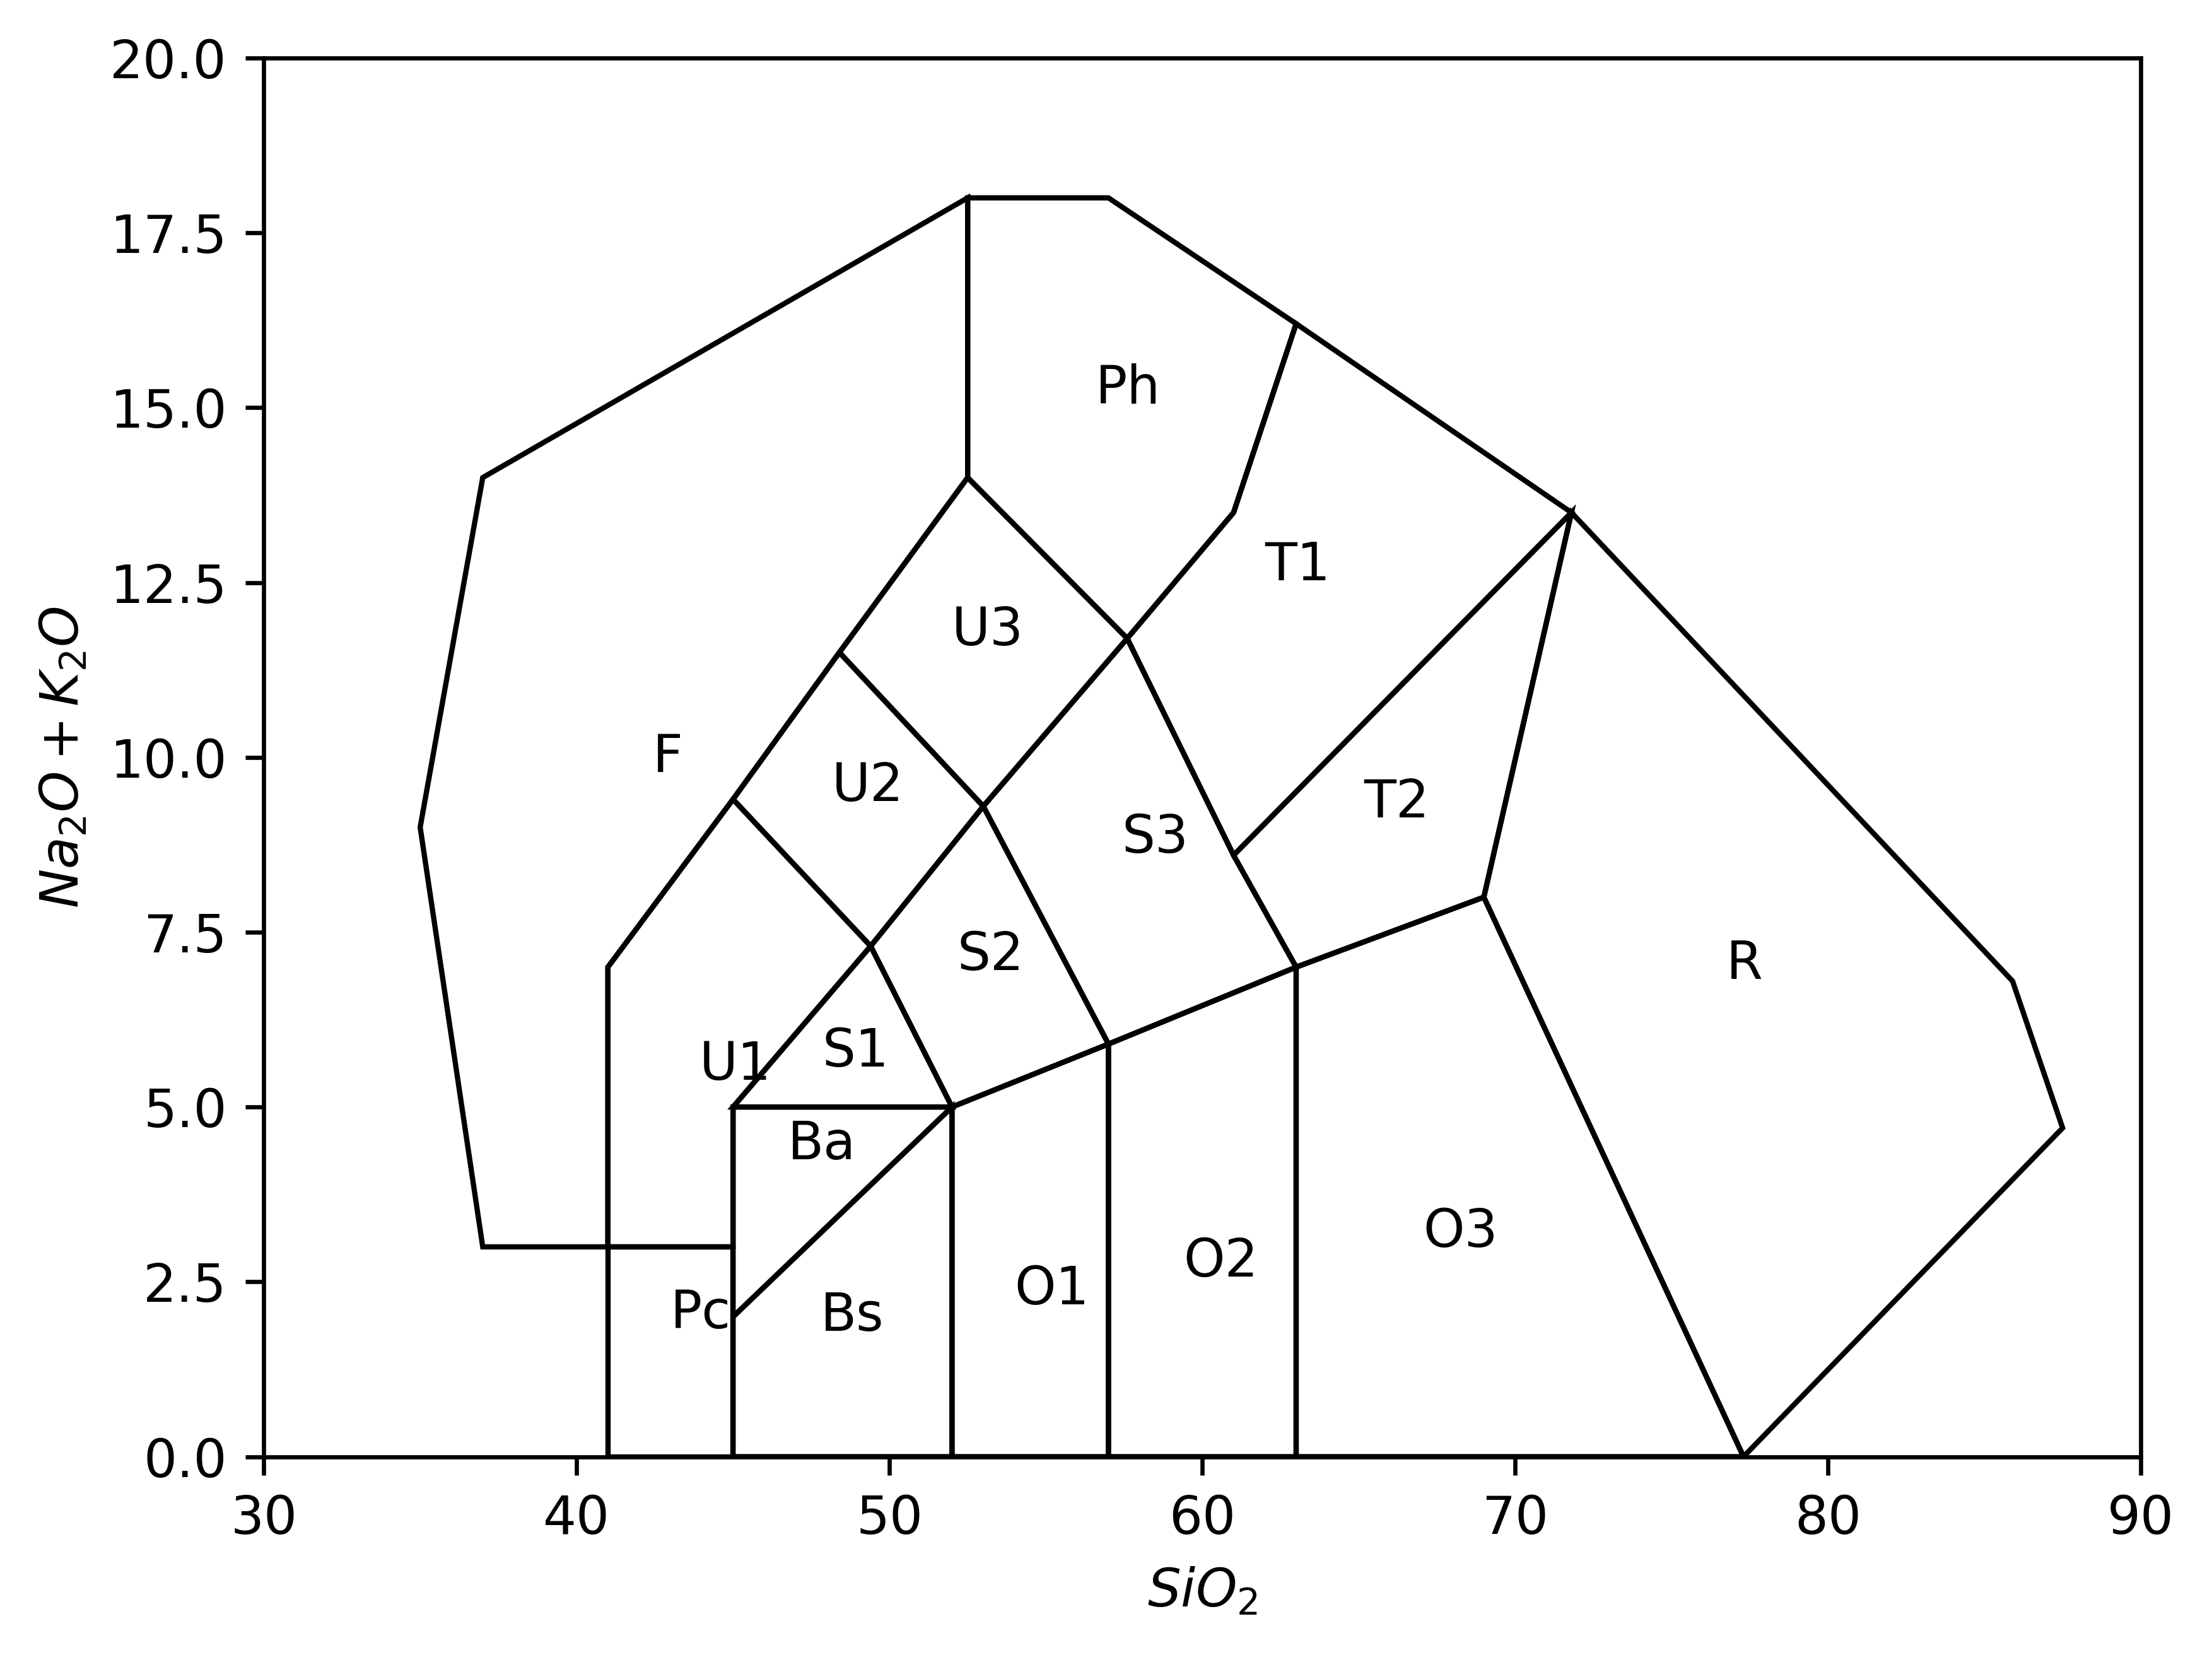 20.0
17.5
15.0
12.5
10.0
7.5
5.0
2.5
0.0
Na₂O + K₂O
Ph
T1
U3
F
U2
T2
S3
S2
R
U1
S1
Ba
O3
O2
O1
Pc
Bs
30 40 50 60 70 80 90
SiO₂